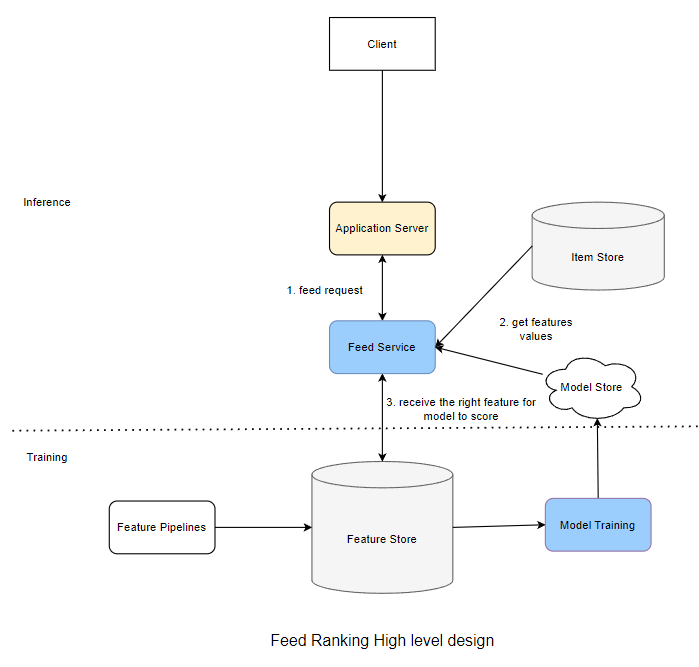 Client
Inference
Application Server
Item Store
1. feed request
2. get features
values
Feed Service
Model Store
3. receive the right feature for
model to score
Training
Feature Pipelines
Feature Store
Model Training
Feed Ranking High level design